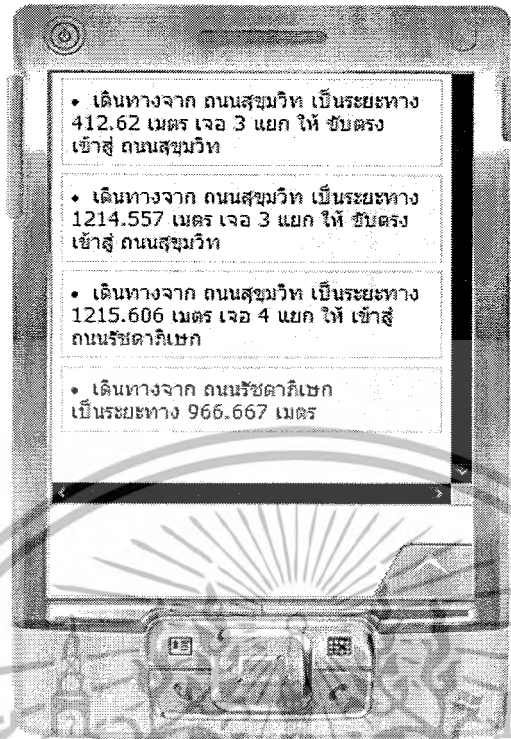 • เดินทางจาก ถนนสุขุมวิท เป็นระยะทาง
412.62 เมตร เจอ 3 แยก ให้ ขับตรง
เข้าสู่ ถนนสุขุมวิท
• เดินทางจาก ถนนสุขุมวิท เป็นระยะทาง
1214.557 เมตร เจอ 3 แยก ให้ ขับตรง
เข้าสู่ ถนนสุขุมวิท
• เดินทางจาก ถนนสุขุมวิท เป็นระยะทาง
1215.606 เมตร เจอ 4 แยก ให้ เข้าสู่
ถนนรัชดาภิเษก
• เดินทางจาก ถนนรัชดาภิเษก
เป็นระยะทาง 966.667 เมตร